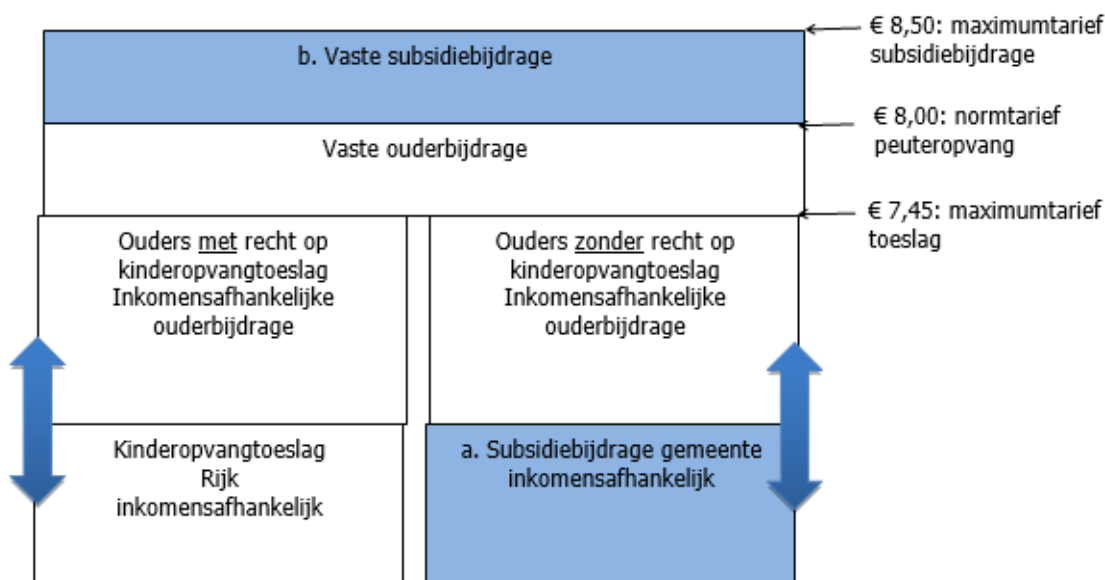 b. Vaste subsidiebijdrage
€ 8,50: maximumtarief
subsidiebijdrage
Vaste ouderbijdrage
€ 8,00: normtarief
peuteropvang
€ 7,45: maximumtarief
toeslag
Ouders met recht op
kinderopvangtoeslag
Inkomensafhankelijke
ouderbijdrage
Ouders zonder recht op
kinderopvangtoeslag
Inkomensafhankelijke
ouderbijdrage
Kinderopvangtoeslag
Rijk
inkomensafhankelijk
a. Subsidiebijdrage gemeente
inkomensafhankelijk